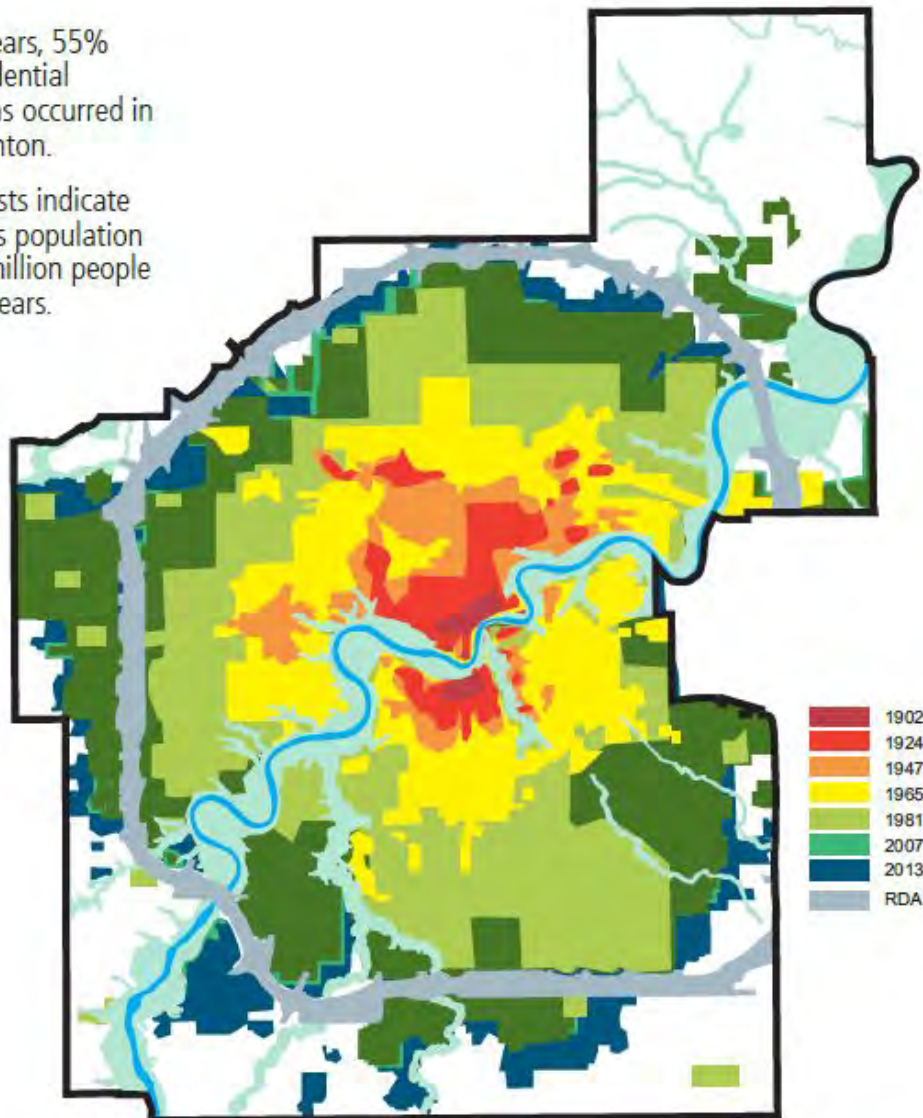 ears, 55%
dential
as occurred in
nton.
sts indicate
s population
million people
ears.
1902
1924
1947
1965
1981
2007
2013
RDA